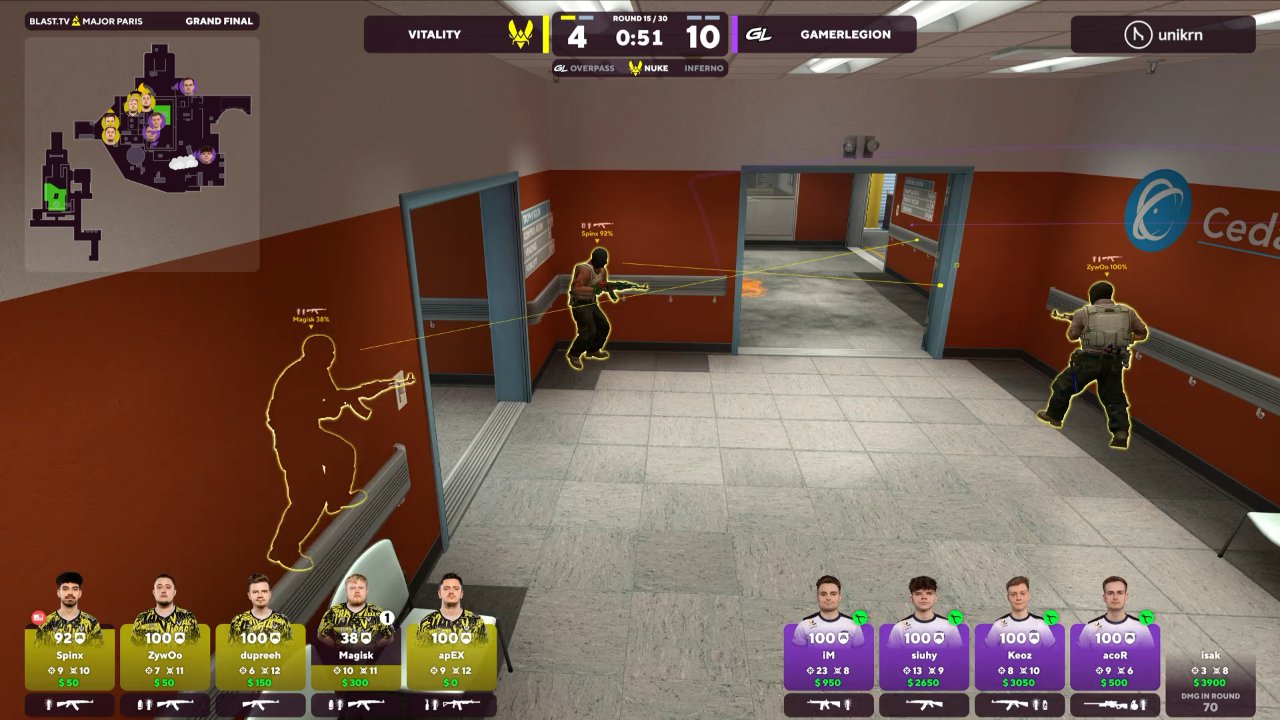 BLAST.TV MAJOR PARIS GRAND FINAL
VITALITY 4 ROUND 15 / 30 0:51 10 GL GAMERLEGION
unikrn
GL OVERPASS NUKE INFERNO
Spinx 92%
ZywOo 100%
Magisk 38%
Ceda
92 Spinx 9 10 $50
100 ZywOo 7 11 $50
100 dupreeh 6 12 $150
1 38 Magisk 10 11 $300
100 apEX 9 12 $0
100 iM 23 8 $950
100 siuhy 13 9 $2650
100 Keoz 8 10 $3050
100 acoR 9 6 $500
isak 3 8 $3900
DMG IN ROUND
70